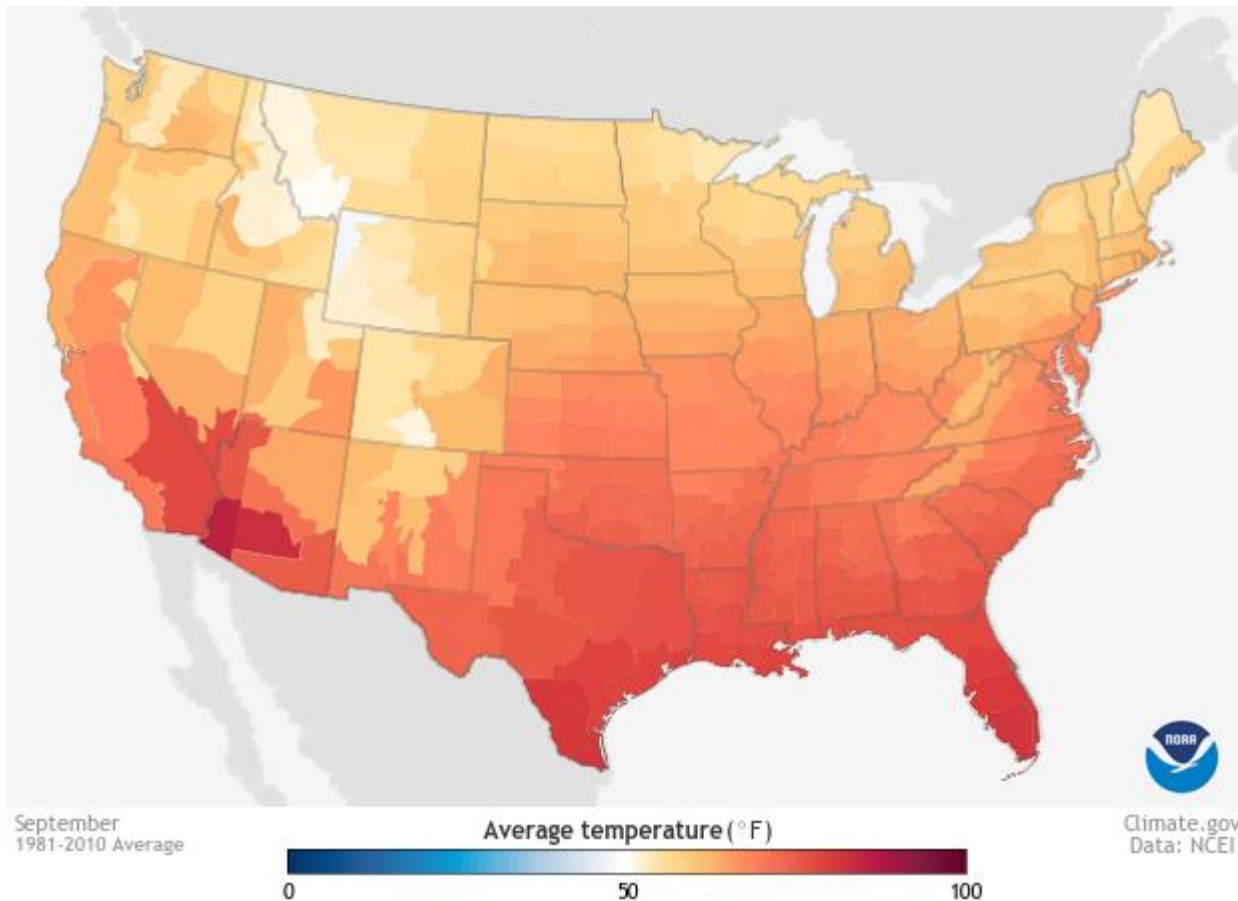 NOAA
September
1981-2010 Average
Average temperature (°F)
0
50
100
Climate.gov
Data: NCEI